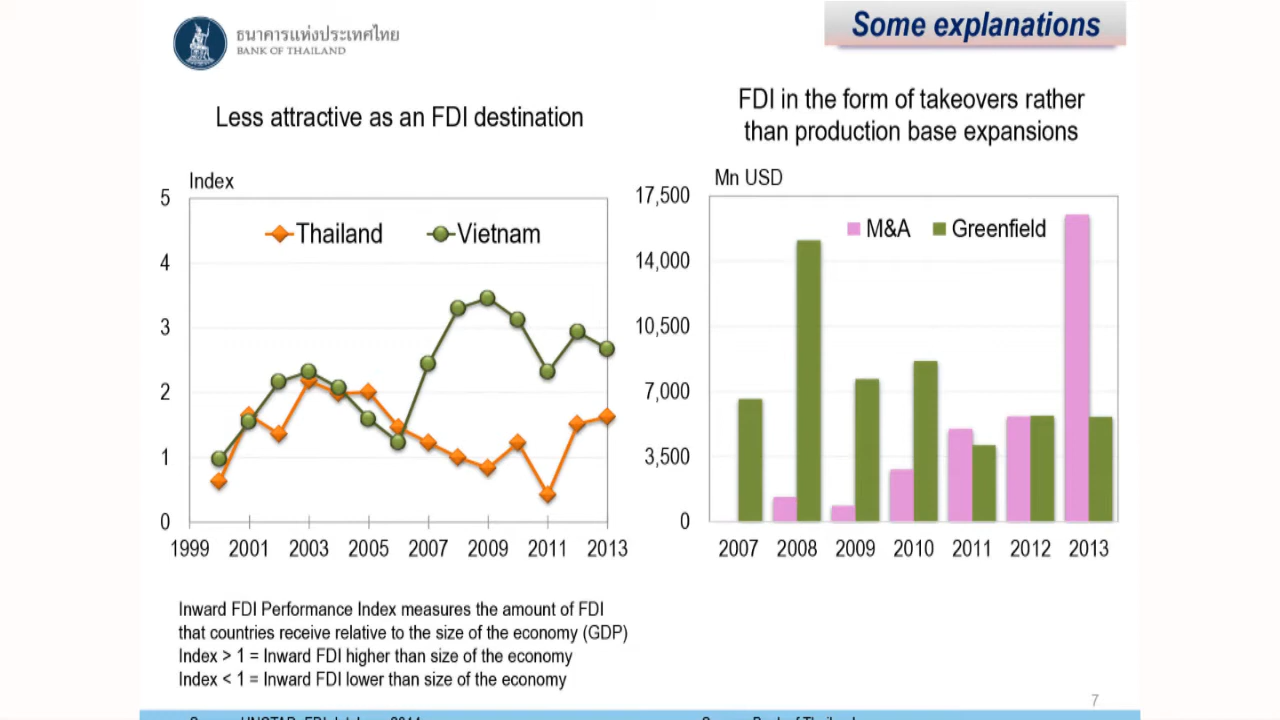 ธนาคารแห่งประเทศไทย
BANK OF THAILAND
Some explanations
Less attractive as an FDI destination
Index
5
4
3
2
1
0
Thailand
Vietnam
1999 2001 2003 2005 2007 2009 2011 2013
Inward FDI Performance Index measures the amount of FDI
that countries receive relative to the size of the economy (GDP)
Index > 1 = Inward FDI higher than size of the economy
Index < 1 = Inward FDI lower than size of the economy
FDI in the form of takeovers rather
than production base expansions
Mn USD
17,500
14,000
10,500
7,000
3,500
0
M&A
Greenfield
2007 2008 2009 2010 2011 2012 2013
7